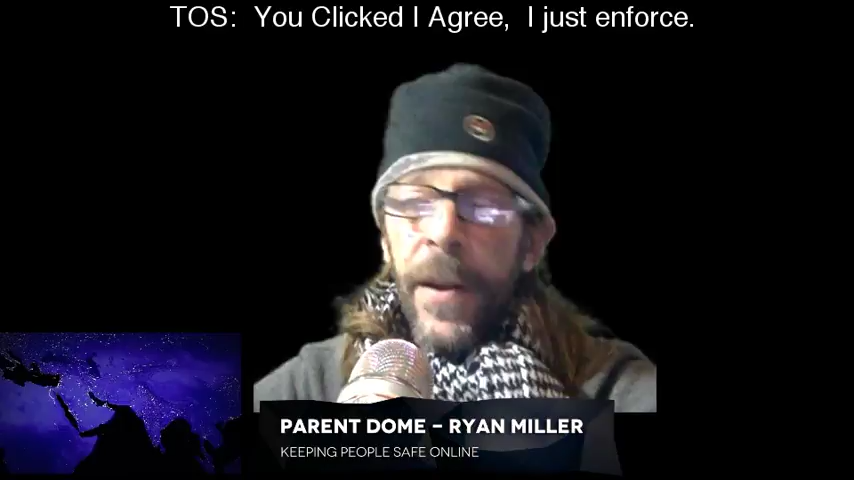 TOS:  You Clicked I Agree,  I just enforce.
PARENT DOME – RYAN MILLER
KEEPING PEOPLE SAFE ONLINE